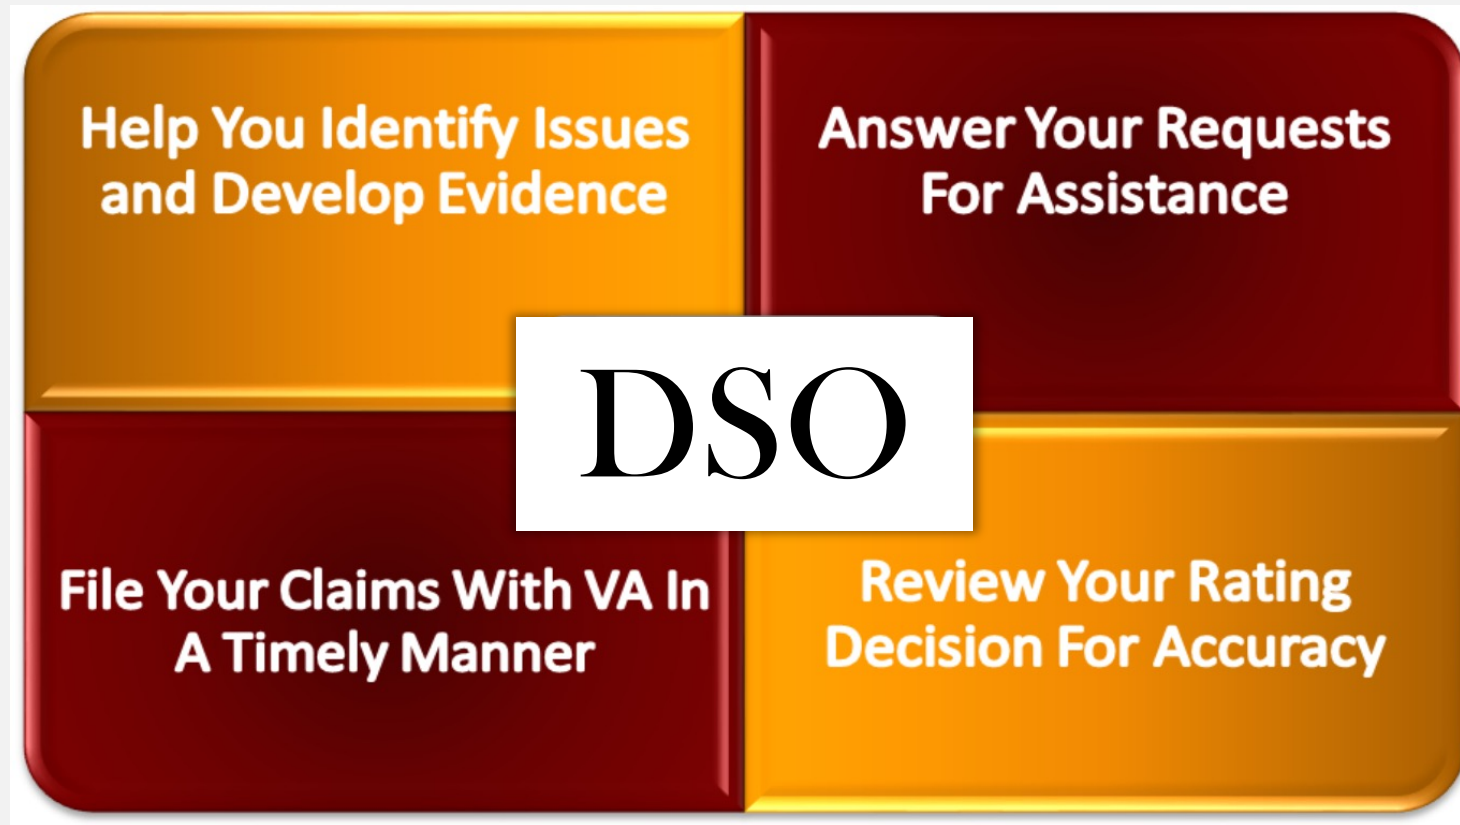 Help You Identify Issues
and Develop Evidence
Answer Your Requests
For Assistance
DSO
File Your Claims With VA In
A Timely Manner
Review Your Rating
Decision For Accuracy